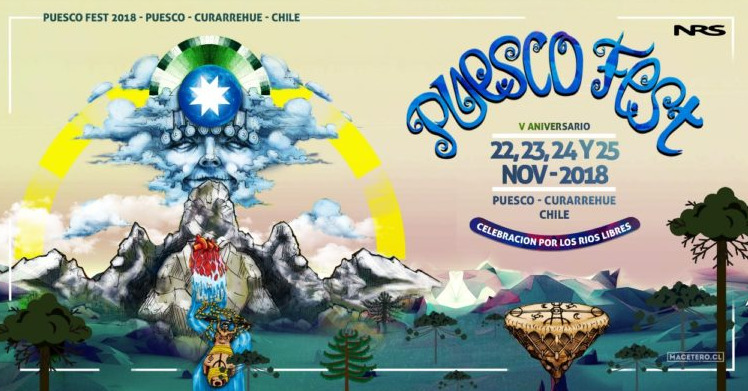 PUESCO FEST 2018 - PUESCO - CURARREHUE - CHILE
NRS
PUESCO FEST
V ANIVERSARIO
22, 23, 24 Y 25
NOV - 2018
PUESCO - CURARREHUE
CHILE
CELEBRACION POR LOS RIOS LIBRES
MACETERO.CL